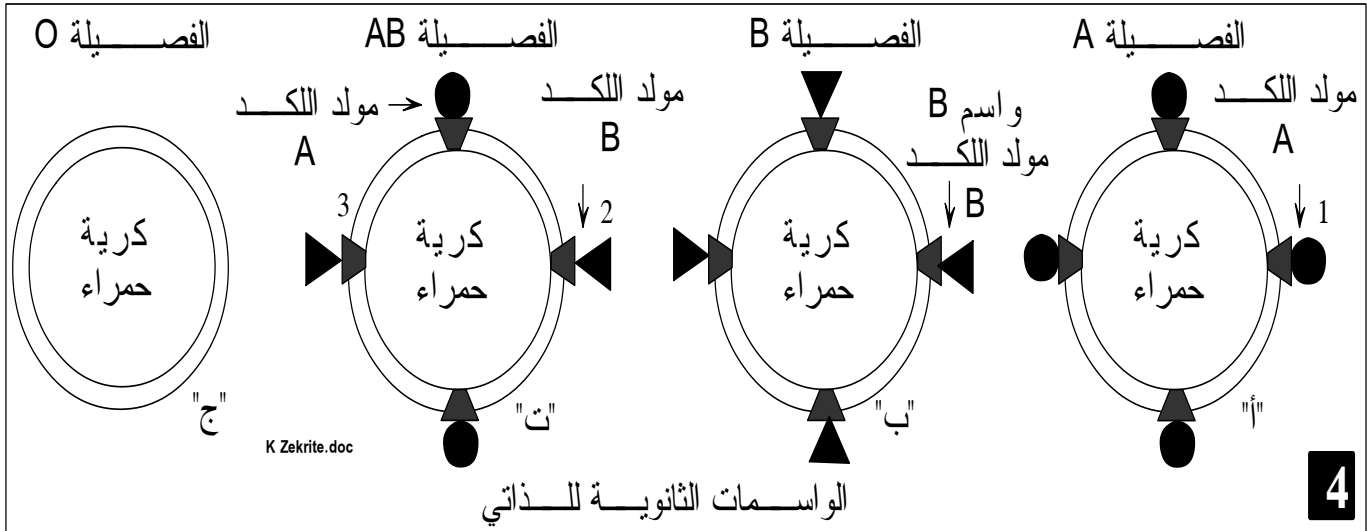 الفصيلة A
مولد اللكد
A
1
كرية
حمراء
"أ"
الفصيلة B
واسم B
مولد اللكد
B
كرية
حمراء
"ب"
الفصيلة AB
مولد اللكد
B
مولد اللكد
A
2
3
كرية
حمراء
"ت"
الفصيلة O
كرية
حمراء
"ج"
K Zekrite.doc
الواسمات الثانوية للذاتي
4